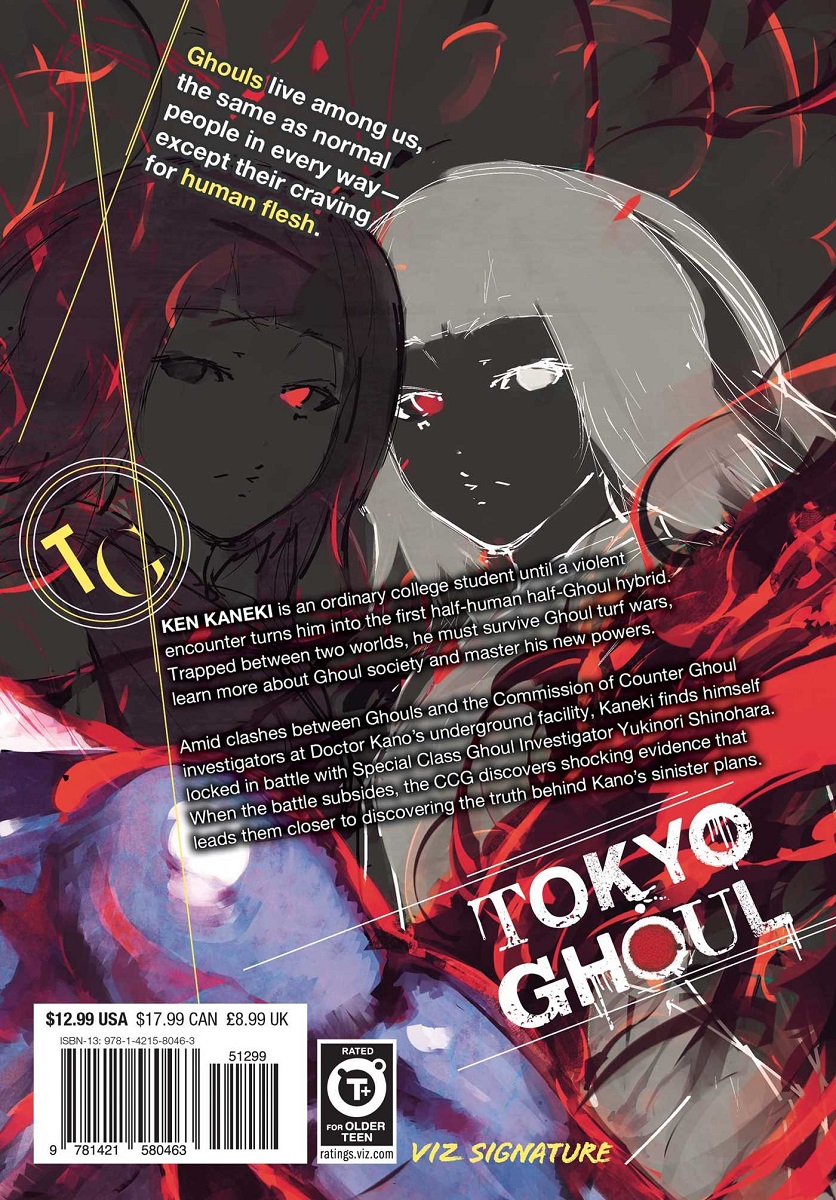 Ghouls live among us,
the same as normal
people in every way—
except their craving
for human flesh.
TG
KEN KANEKI is an ordinary college student until a violent
encounter turns him into the first half-human half-Ghoul hybrid.
Trapped between two worlds, he must survive Ghoul turf wars,
learn more about Ghoul society and master his new powers.
Amid clashes between Ghouls and the Commission of Counter Ghoul
investigators at Doctor Kano's underground facility, Kaneki finds himself
locked in battle with Special Class Ghoul Investigator Yukinori Shinohara.
When the battle subsides, the CCG discovers shocking evidence that
leads them closer to discovering the truth behind Kano's sinister plans.
TOKYO
GHOUL
$12.99 USA $17.99 CAN £8.99 UK
ISBN-13: 978-1-4215-8046-3
51299
9 781421 580463
RATED
T+
FOR OLDER
TEEN
ratings.viz.com
VIZ SIGNATURE